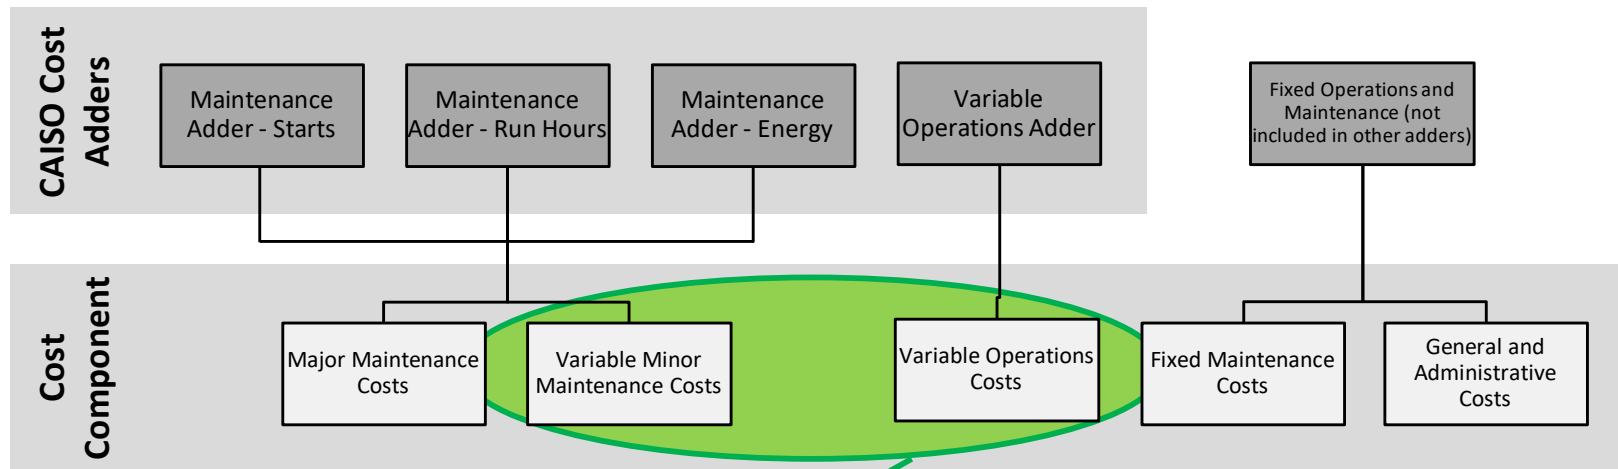 CAISO Cost
Adders
Maintenance
Adder - Starts
Maintenance
Adder - Run Hours
Maintenance
Adder - Energy
Variable
Operations Adder
Fixed Operations and
Maintenance (not
included in other adders)
Cost
Component
Major Maintenance
Costs
Variable Minor
Maintenance Costs
Variable Operations
Costs
Fixed Maintenance
Costs
General and
Administrative
Costs